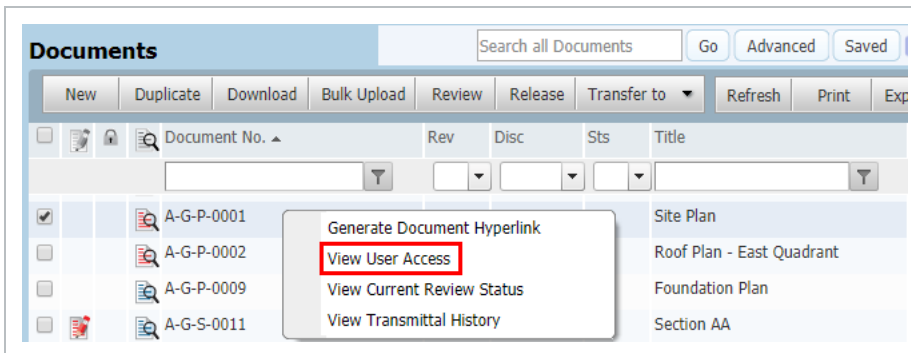 Documents Search all Documents Go Advanced Saved
New Duplicate Download Bulk Upload Review Release Transfer to Refresh Print Exp
Document No. Rev Disc Sts Title
A-G-P-0001 Site Plan
Generate Document Hyperlink
A-G-P-0002 Roof Plan - East Quadrant
View User Access
A-G-P-0009 Foundation Plan
View Current Review Status
A-G-S-0011 Section AA
View Transmittal History